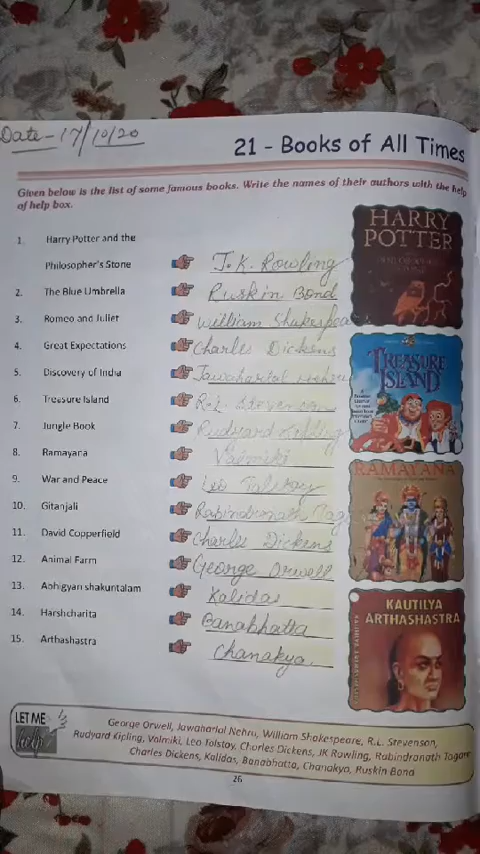 Date - 17/10/20
21 - Books of All Times
Given below is the list of some famous books. Write the names of their authors with the help
of help box.
1. Harry Potter and the
Philosopher's Stone J.K. Rowling
2. The Blue Umbrella Ruskin Bond
3. Romeo and Juliet William Shakespeare
4. Great Expectations Charles Dickens
5. Discovery of India Jawaharlal Nehru
6. Treasure Island R.L. Stevenson
7. Jungle Book Rudyard Kipling
8. Ramayana Valmiki
9. War and Peace Leo Tolstoy
10. Gitanjali Rabindranath Tag
11. David Copperfield Charles Dickens
12. Animal Farm George Orwell
13. Abhigyan shakuntalam Kalidas
14. Harshcharita Banabhatta
15. Arthashastra Chanakya.
HARRY
POTTER
TREASURE
ISLAND
RAMAYANA
KAUTILYA
ARTHASHASTRA
LET ME
help
George Orwell, Jawaharlal Nehru, William Shakespeare, R.L. Stevenson,
Rudyard Kipling, Valmiki, Leo Tolstoy, Charles Dickens, JK Rowling, Rabindranath Tagore
Charles Dickens, Kalidas, Banabhatta, Chanakya, Ruskin Bond
26